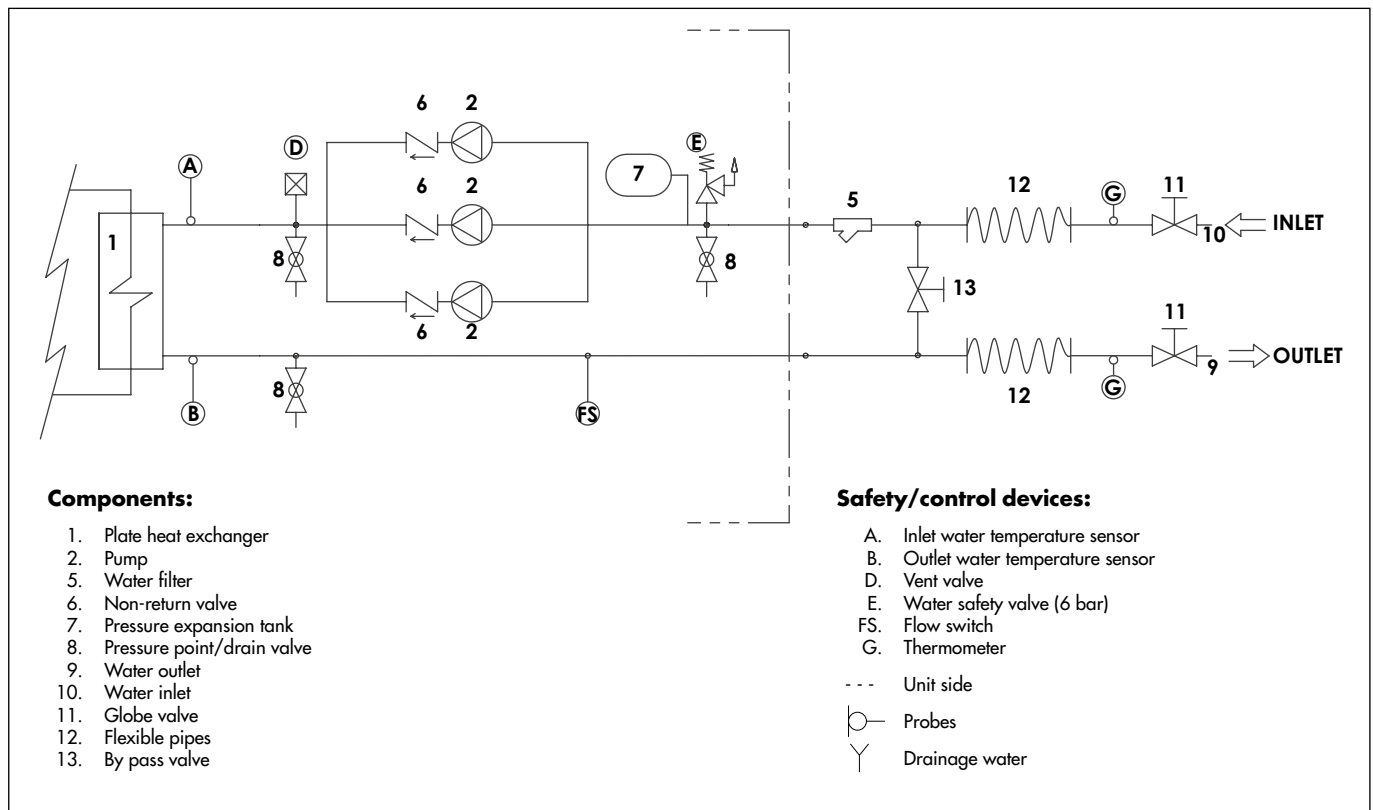 6 2
E
D
A
7
12
G
11
6 2
5
1
10
INLET
8
8
13
11
6 2
12
G
9
OUTLET
8
B
FS
Components:
1. Plate heat exchanger
2. Pump
5. Water filter
6. Non-return valve
7. Pressure expansion tank
8. Pressure point/drain valve
9. Water outlet
10. Water inlet
11. Globe valve
12. Flexible pipes
13. By pass valve
Safety/control devices:
A. Inlet water temperature sensor
B. Outlet water temperature sensor
D. Vent valve
E. Water safety valve (6 bar)
FS. Flow switch
G. Thermometer
--- Unit side
Probes
Drainage water